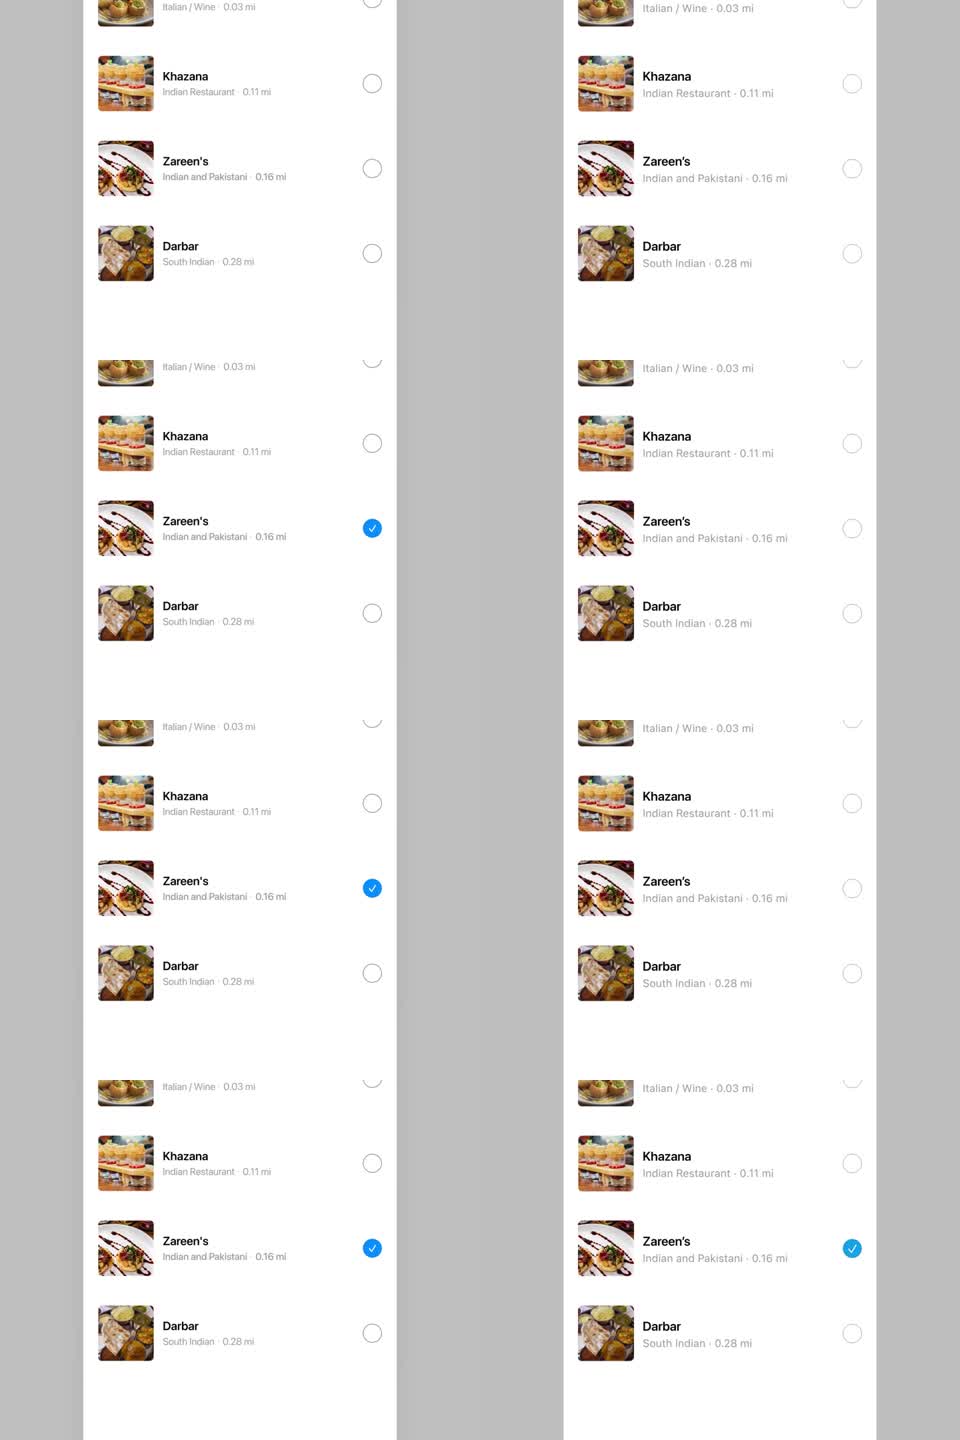 Italian / Wine · 0.03 mi
Khazana
Indian Restaurant · 0.11 mi
Zareen's
Indian and Pakistani · 0.16 mi
Darbar
South Indian · 0.28 mi
Italian / Wine · 0.03 mi
Khazana
Indian Restaurant · 0.11 mi
Zareen’s
Indian and Pakistani · 0.16 mi
Darbar
South Indian · 0.28 mi
Italian / Wine · 0.03 mi
Khazana
Indian Restaurant · 0.11 mi
Zareen's
Indian and Pakistani · 0.16 mi
Darbar
South Indian · 0.28 mi
Italian / Wine · 0.03 mi
Khazana
Indian Restaurant · 0.11 mi
Zareen’s
Indian and Pakistani · 0.16 mi
Darbar
South Indian · 0.28 mi
Italian / Wine · 0.03 mi
Khazana
Indian Restaurant · 0.11 mi
Zareen's
Indian and Pakistani · 0.16 mi
Darbar
South Indian · 0.28 mi
Italian / Wine · 0.03 mi
Khazana
Indian Restaurant · 0.11 mi
Zareen’s
Indian and Pakistani · 0.16 mi
Darbar
South Indian · 0.28 mi
Italian / Wine · 0.03 mi
Khazana
Indian Restaurant · 0.11 mi
Zareen's
Indian and Pakistani · 0.16 mi
Darbar
South Indian · 0.28 mi
Italian / Wine · 0.03 mi
Khazana
Indian Restaurant · 0.11 mi
Zareen’s
Indian and Pakistani · 0.16 mi
Darbar
South Indian · 0.28 mi